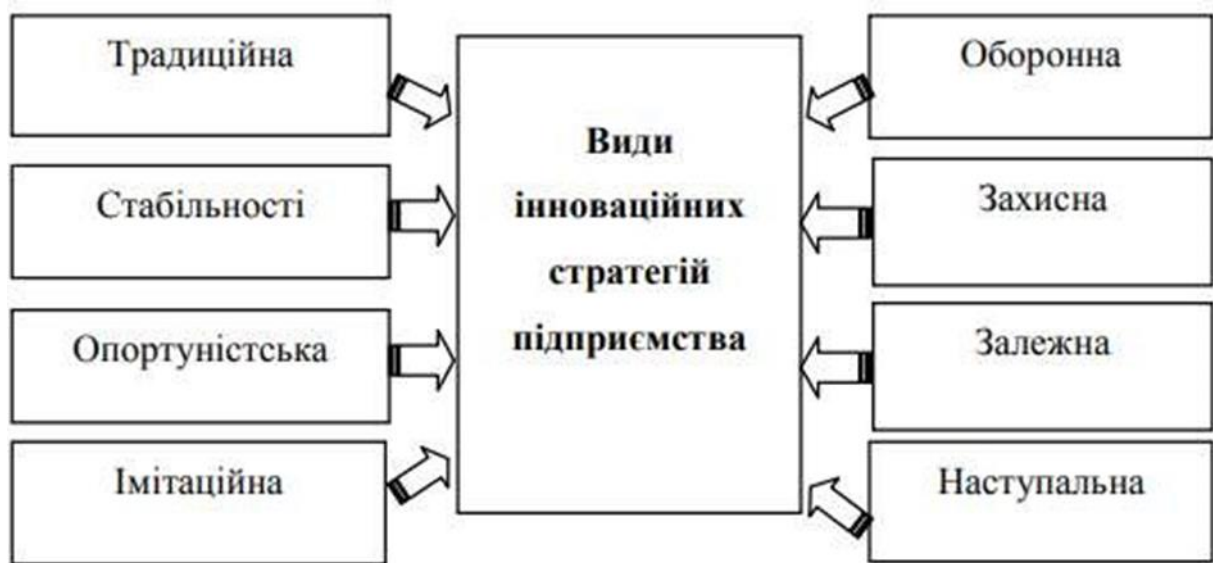 Традиційна
Стабільності
Опортуністська
Імітаційна
Види
інноваційних
стратегій
підприємства
Оборонна
Захисна
Залежна
Наступальна